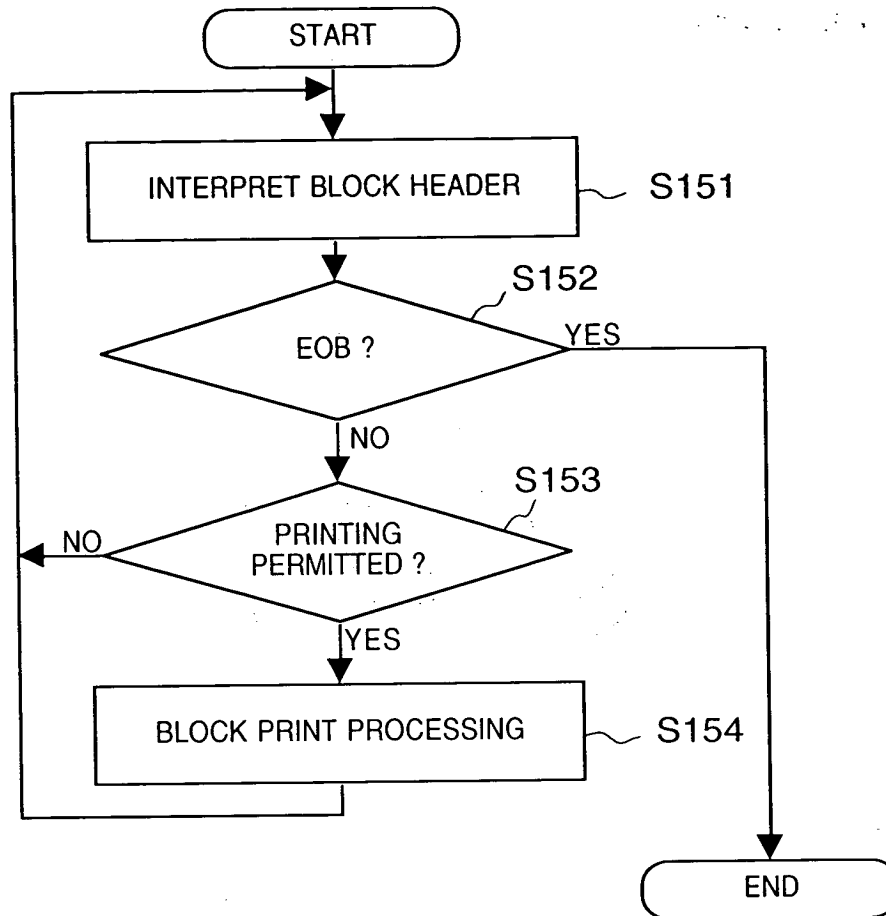 START
INTERPRET BLOCK HEADER
S151
S152
EOB ?
YES
NO
S153
PRINTING
PERMITTED ?
NO
YES
BLOCK PRINT PROCESSING
S154
END